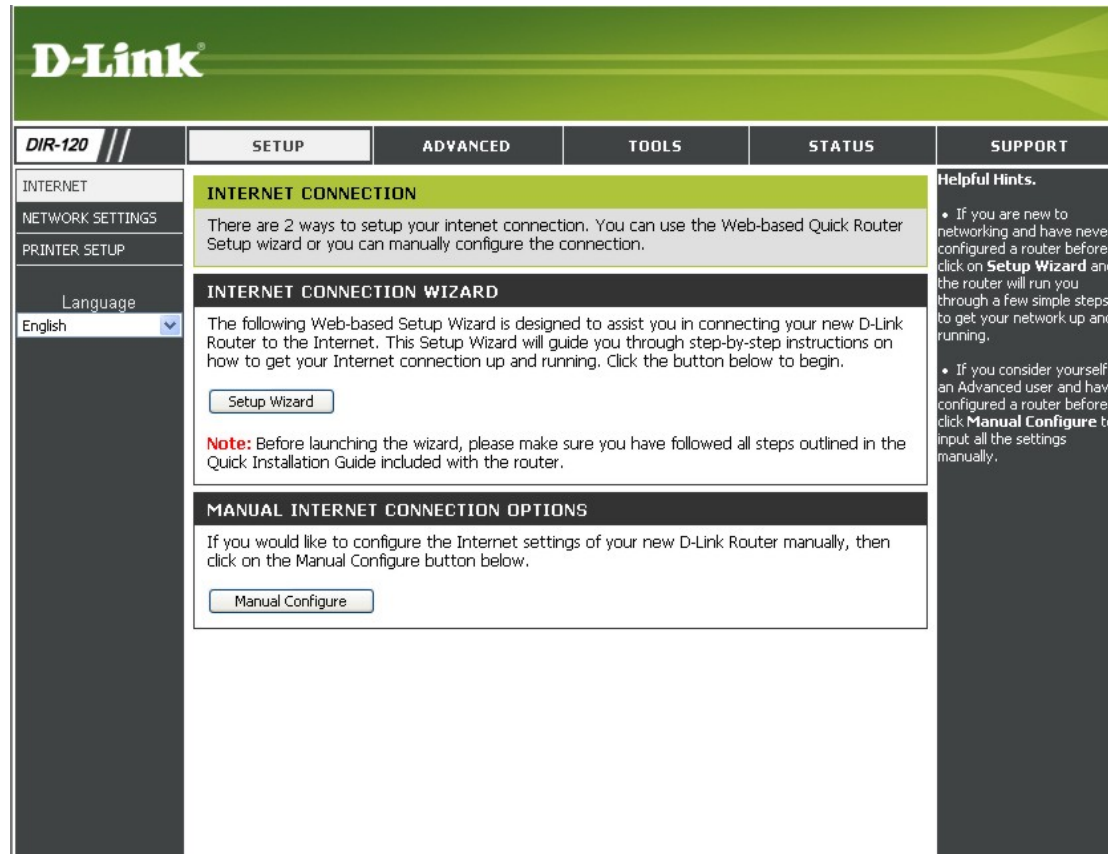 D-Link®
DIR-120
SETUP
ADVANCED
TOOLS
STATUS
SUPPORT
INTERNET
NETWORK SETTINGS
PRINTER SETUP
Language
English
INTERNET CONNECTION
There are 2 ways to setup your intenet connection. You can use the Web-based Quick Router
Setup wizard or you can manually configure the connection.
INTERNET CONNECTION WIZARD
The following Web-based Setup Wizard is designed to assist you in connecting your new D-Link
Router to the Internet. This Setup Wizard will guide you through step-by-step instructions on
how to get your Internet connection up and running. Click the button below to begin.
Setup Wizard
Note: Before launching the wizard, please make sure you have followed all steps outlined in the
Quick Installation Guide included with the router.
MANUAL INTERNET CONNECTION OPTIONS
If you would like to configure the Internet settings of your new D-Link Router manually, then
click on the Manual Configure button below.
Manual Configure
Helpful Hints.
• If you are new to
networking and have neve
configured a router before
click on Setup Wizard an
the router will run you
through a few simple steps
to get your network up and
running.
• If you consider yourself
an Advanced user and hav
configured a router before
click Manual Configure to
input all the settings
manually.